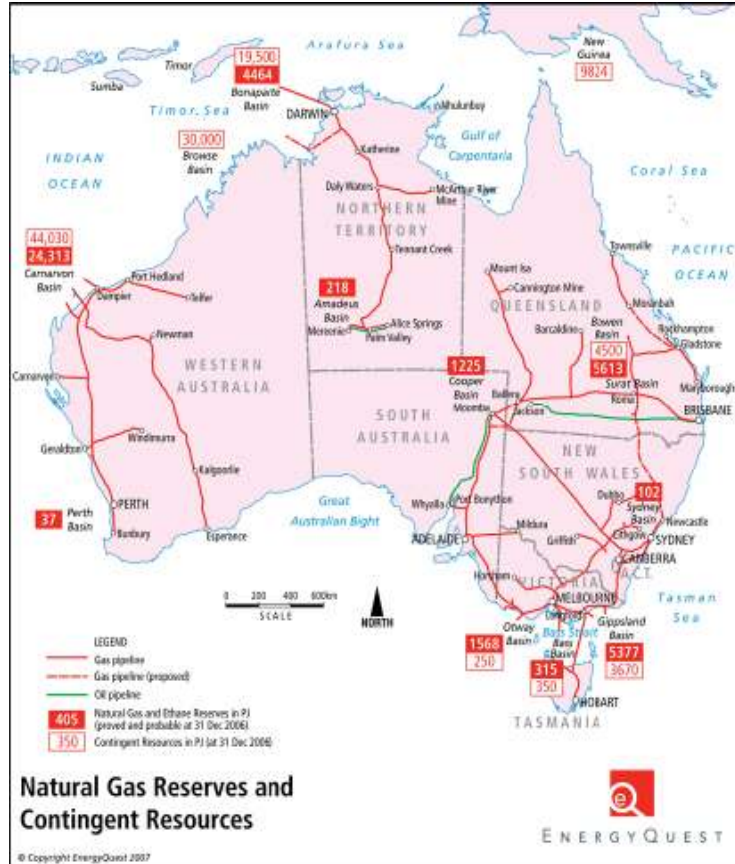 Arafura Sea
New
Guinea
9824
Timor
Sumba
19,500
4464
Bonaparte
Basin
DARWIN
Nhulunbuy
Timor Sea
30,000
Browse
Basin
INDIAN
OCEAN
Katherine
Gulf of
Carpentaria
Coral Sea
Daly Waters
McArthur River
Mine
NORTHERN
TERRITORY
44,030
24,313
Carnarvon
Basin
Port Hedland
Dampier
Telfer
Tennant Creek
Townsville
PACIFIC
OCEAN
Mount Isa
Cannington Mine
QUEENSLAND
Moranbah
218
Amadeus
Basin
Mereenie
Alice Springs
Palm Valley
Newman
Barcaldine
Bowen
Basin
4500
5613
Rockhampton
Gladstone
WESTERN
AUSTRALIA
1225
Cooper
Basin
Moomba
Ballera
Jackson
Surat Basin
Roma
Maryborough
BRISBANE
Carnarvon
SOUTH
AUSTRALIA
Windimurra
Geraldton
Kalgoorlie
NEW
SOUTH WALES
37
Perth
Basin
PERTH
Bunbury
Esperance
Great
Australian Bight
Whyalla
Port Bonython
Dubbo
102
Sydney
Basin
Newcastle
Lithgow
SYDNEY
ADELAIDE
Mildura
Griffith
CANBERRA
A.C.T.
Horsham
VICTORIA
MELBOURNE
Longford
Tasman
Sea
0 200 400 600km
SCALE
NORTH
Otway
Basin
1568
250
Bass Strait
Bass
Basin
315
350
Gippsland
Basin
5377
3670
HOBART
TASMANIA
LEGEND
Gas pipeline
Gas pipeline (proposed)
Oil pipeline
405 Natural Gas and Ethane Reserves in PJ
(proved and probable at 31 Dec 2006)
350 Contingent Resources in PJ (at 31 Dec 2006)
Natural Gas Reserves and
Contingent Resources
e
ENERGYQUEST
© Copyright EnergyQuest 2007